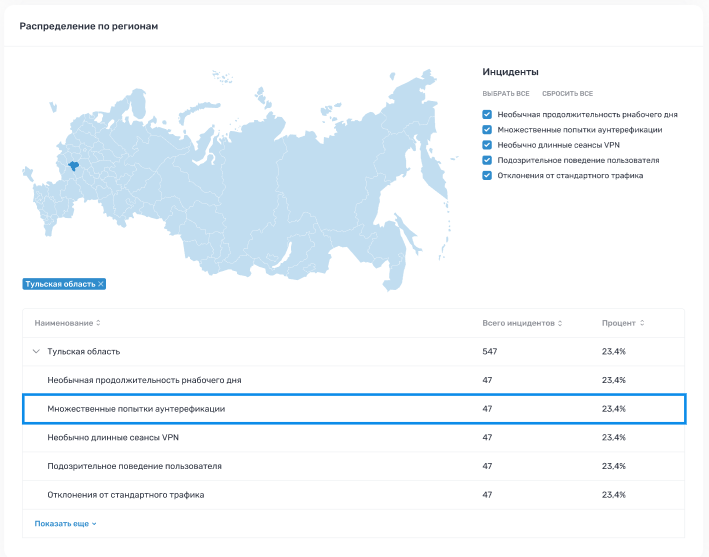 Распределение по регионам
Инциденты
ВЫБРАТЬ ВСЕ СБРОСИТЬ ВСЕ
Необычная продолжительность рнабочего дня
Множественные попытки аунтерефикации
Необычно длинные сеансы VPN
Подозрительное поведение пользователя
Отклонения от стандартного трафика
Тульская область ×
Наименование Всего инцидентов Процент
Тульская область 547 23,4%
Необычная продолжительность рнабочего дня 47 23,4%
Множественные попытки аунтерефикации 47 23,4%
Необычно длинные сеансы VPN 47 23,4%
Подозрительное поведение пользователя 47 23,4%
Отклонения от стандартного трафика 47 23,4%
Показать еще